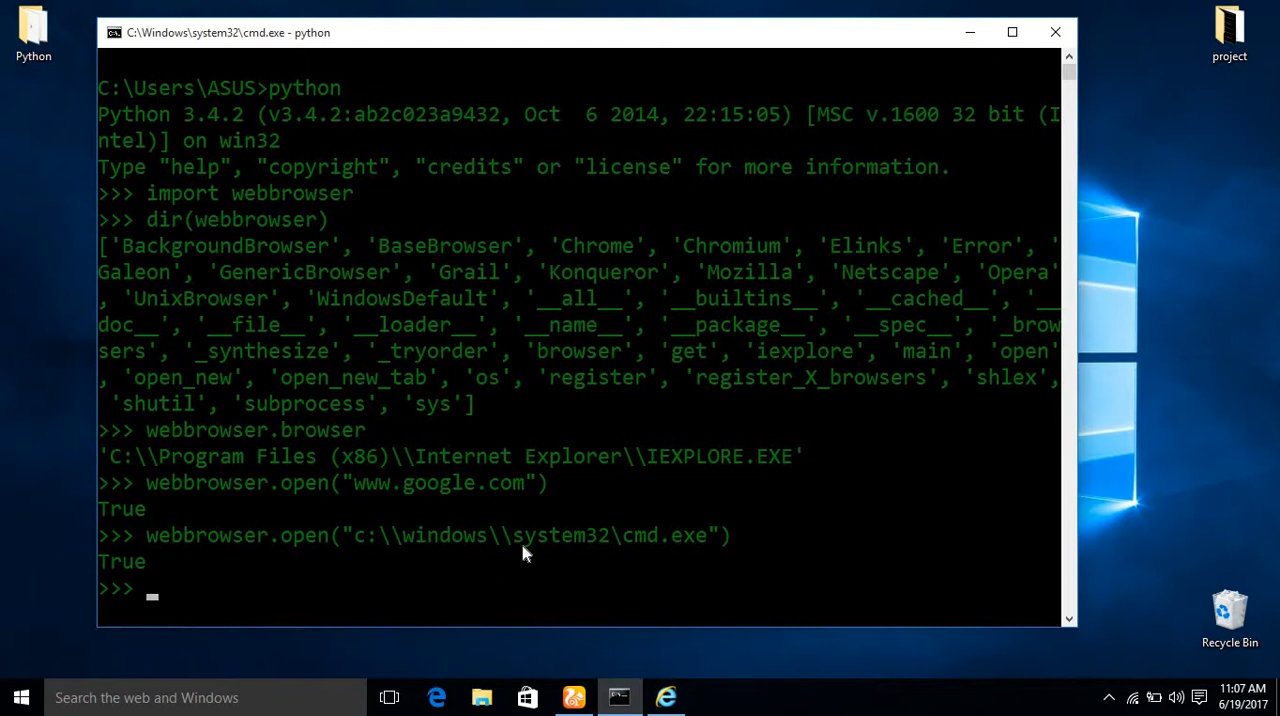 Python
project
C:\Windows\system32\cmd.exe - python
C:\Users\ASUS>python
Python 3.4.2 (v3.4.2:ab2c023a9432, Oct  6 2014, 22:15:05) [MSC v.1600 32 bit (I
ntel)] on win32
Type "help", "copyright", "credits" or "license" for more information.
>>> import webbrowser
>>> dir(webbrowser)
['BackgroundBrowser', 'BaseBrowser', 'Chrome', 'Chromium', 'Elinks', 'Error', '
Galeon', 'GenericBrowser', 'Grail', 'Konqueror', 'Mozilla', 'Netscape', 'Opera'
, 'UnixBrowser', 'WindowsDefault', '__all__', '__builtins__', '__cached__', '__
doc__', '__file__', '__loader__', '__name__', '__package__', '__spec__', '_brow
sers', '_synthesize', '_tryorder', 'browser', 'get', 'iexplore', 'main', 'open'
, 'open_new', 'open_new_tab', 'os', 'register', 'register_X_browsers', 'shlex',
 'shutil', 'subprocess', 'sys']
>>> webbrowser.browser
'C:\\Program Files (x86)\\Internet Explorer\\IEXPLORE.EXE'
>>> webbrowser.open("www.google.com")
True
>>> webbrowser.open("c:\\windows\\system32\cmd.exe")
True
>>>
Recycle Bin
Search the web and Windows
11:07 AM
6/19/2017